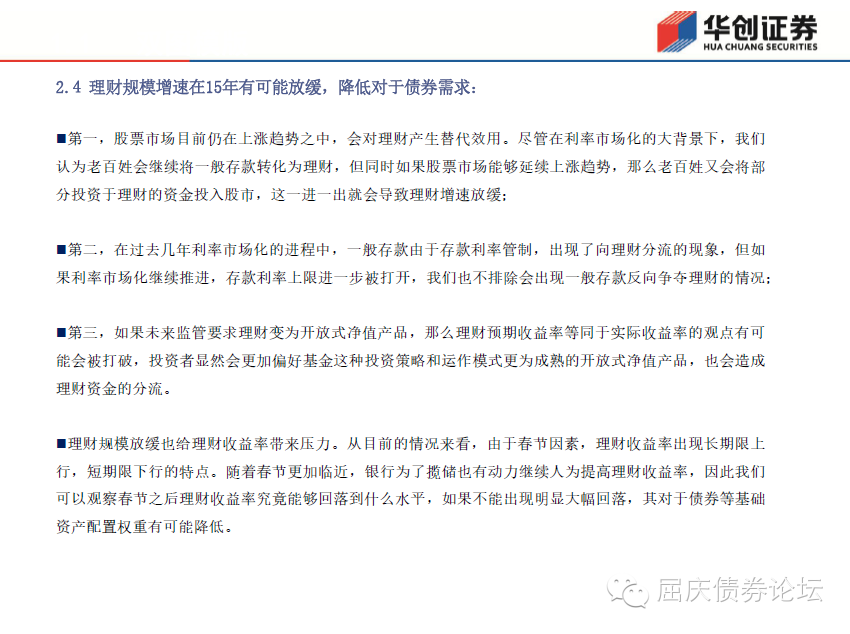 华创证券
HUA CHUANG SECURITIES
2.4 理财规模增速在15年有可能放缓，降低对于债券需求：
■第一，股票市场目前仍在上涨趋势之中，会对理财产生替代效用。尽管在利率市场化的大背景下，我们
认为老百姓会继续将一般存款转化为理财，但同时如果股票市场能够延续上涨趋势，那么老百姓又会将部
分投资于理财的资金投入股市，这一进一出就会导致理财增速放缓；
■第二，在过去几年利率市场化的进程中，一般存款由于存款利率管制，出现了向理财分流的现象，但如
果利率市场化继续推进，存款利率上限进一步被打开，我们也不排除会出现一般存款反向争夺理财的情况；
■第三，如果未来监管要求理财变为开放式净值产品，那么理财预期收益率等同于实际收益率的观点有可
能会被打破，投资者显然会更加偏好基金这种投资策略和运作模式更为成熟的开放式净值产品，也会造成
理财资金的分流。
■理财规模放缓也给理财收益率带来压力。从目前的情况来看，由于春节因素，理财收益率出现长期限上
行，短期限下行的特点。随着春节更加临近，银行为了揽储也有动力继续人为提高理财收益率，因此我们
可以观察春节之后理财收益率究竟能够回落到什么水平，如果不能出现明显大幅回落，其对于债券等基础
资产配置权重有可能降低。
屈庆债券论坛